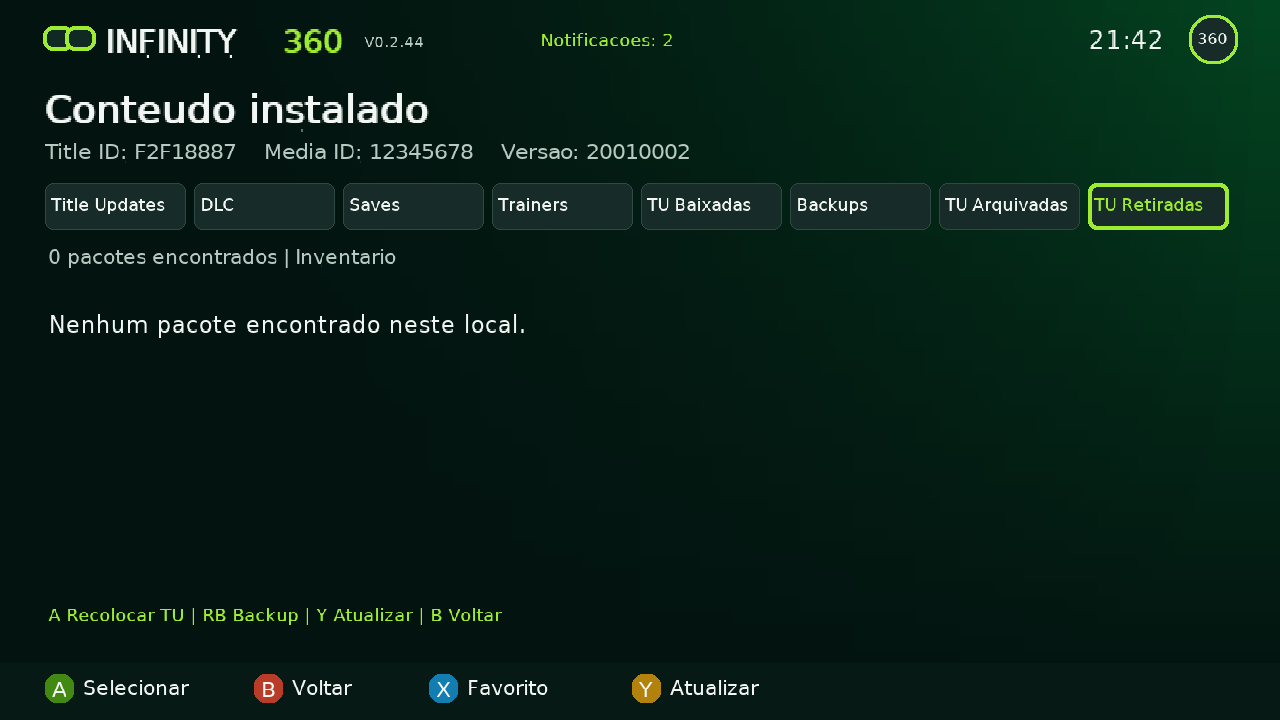 INFINITY 360 V0.2.44 Notificacoes: 2 21:42 360
Conteudo instalado
Title ID: F2F18887 Media ID: 12345678 Versao: 20010002
Title Updates DLC Saves Trainers TU Baixadas Backups TU Arquivadas TU Retiradas
0 pacotes encontrados | Inventario
Nenhum pacote encontrado neste local.
A Recolocar TU | RB Backup | Y Atualizar | B Voltar
A Selecionar B Voltar X Favorito Y Atualizar